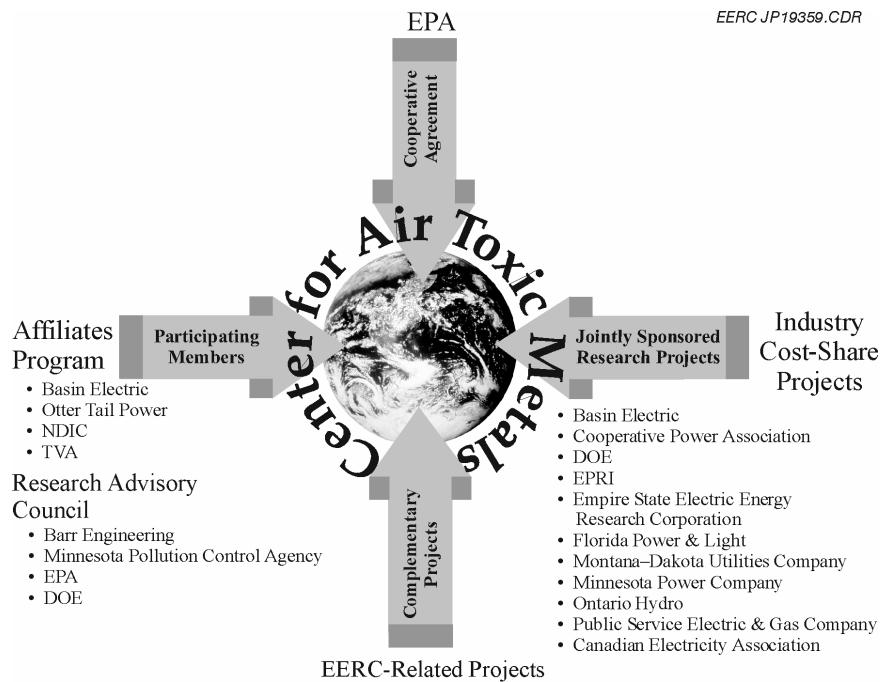 EPA
EERC JP19359.CDR
Cooperative
Agreement
Center for Air Toxic Metals
Affiliates
Program
• Basin Electric
• Otter Tail Power
• NDIC
• TVA
Research Advisory
Council
• Barr Engineering
• Minnesota Pollution Control Agency
• EPA
• DOE
Participating
Members
Jointly Sponsored
Research Projects
Industry
Cost-Share
Projects
• Basin Electric
• Cooperative Power Association
• DOE
• EPRI
• Empire State Electric Energy
Research Corporation
• Florida Power & Light
• Montana–Dakota Utilities Company
• Minnesota Power Company
• Ontario Hydro
• Public Service Electric & Gas Company
• Canadian Electricity Association
Complementary
Projects
EERC-Related Projects